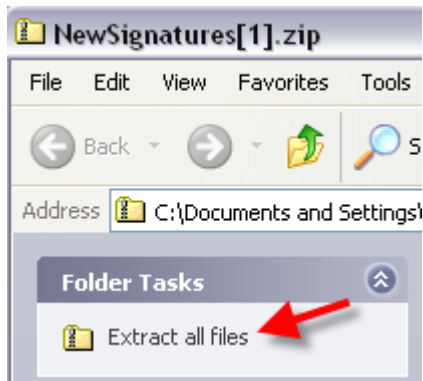 NewSignatures[1].zip
File Edit View Favorites Tools
Back S
Address C:\Documents and Settings\
Folder Tasks
Extract all files